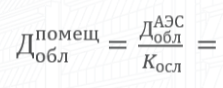 Д_обл^помещ = Д_обл^АЭС / К_осл =